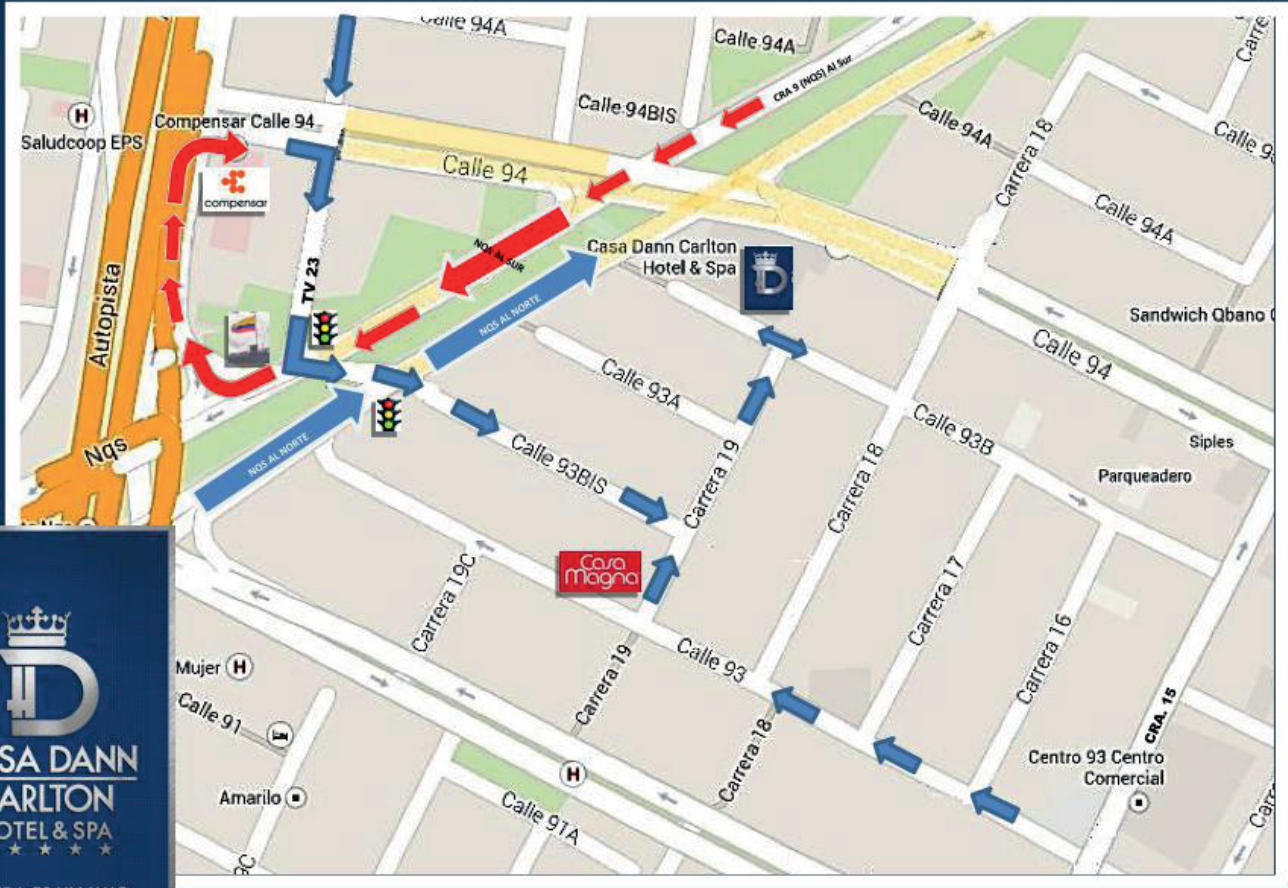 Calle 94A
Calle 94A
CRA 9 (NQS) Al Sur
Calle 94BIS
Carrera 18
Calle 94A
Saludcoop EPS
H
Compensar Calle 94
compensar
Calle 94
Calle 94A
Casa Dann Carlton
Hotel & Spa
D
NQS AL SUR
TV 23
Autopista
NQS AL NORTE
Sandwich Qbano
Calle 94
Calle 93A
Calle 93B
Siples
Parqueadero
Nqs
NQS AL NORTE
Calle 93BIS
Carrera 19
Carrera 18
Casa
Magna
Carrera 19C
Carrera 17
Carrera 16
Mujer
H
Calle 93
Carrera 19
Carrera 18
CRA. 15
Calle 91
Centro 93 Centro
Comercial
H
Amarilo
Calle 91A
D
SA DANN
ARLTON
OTEL & SPA